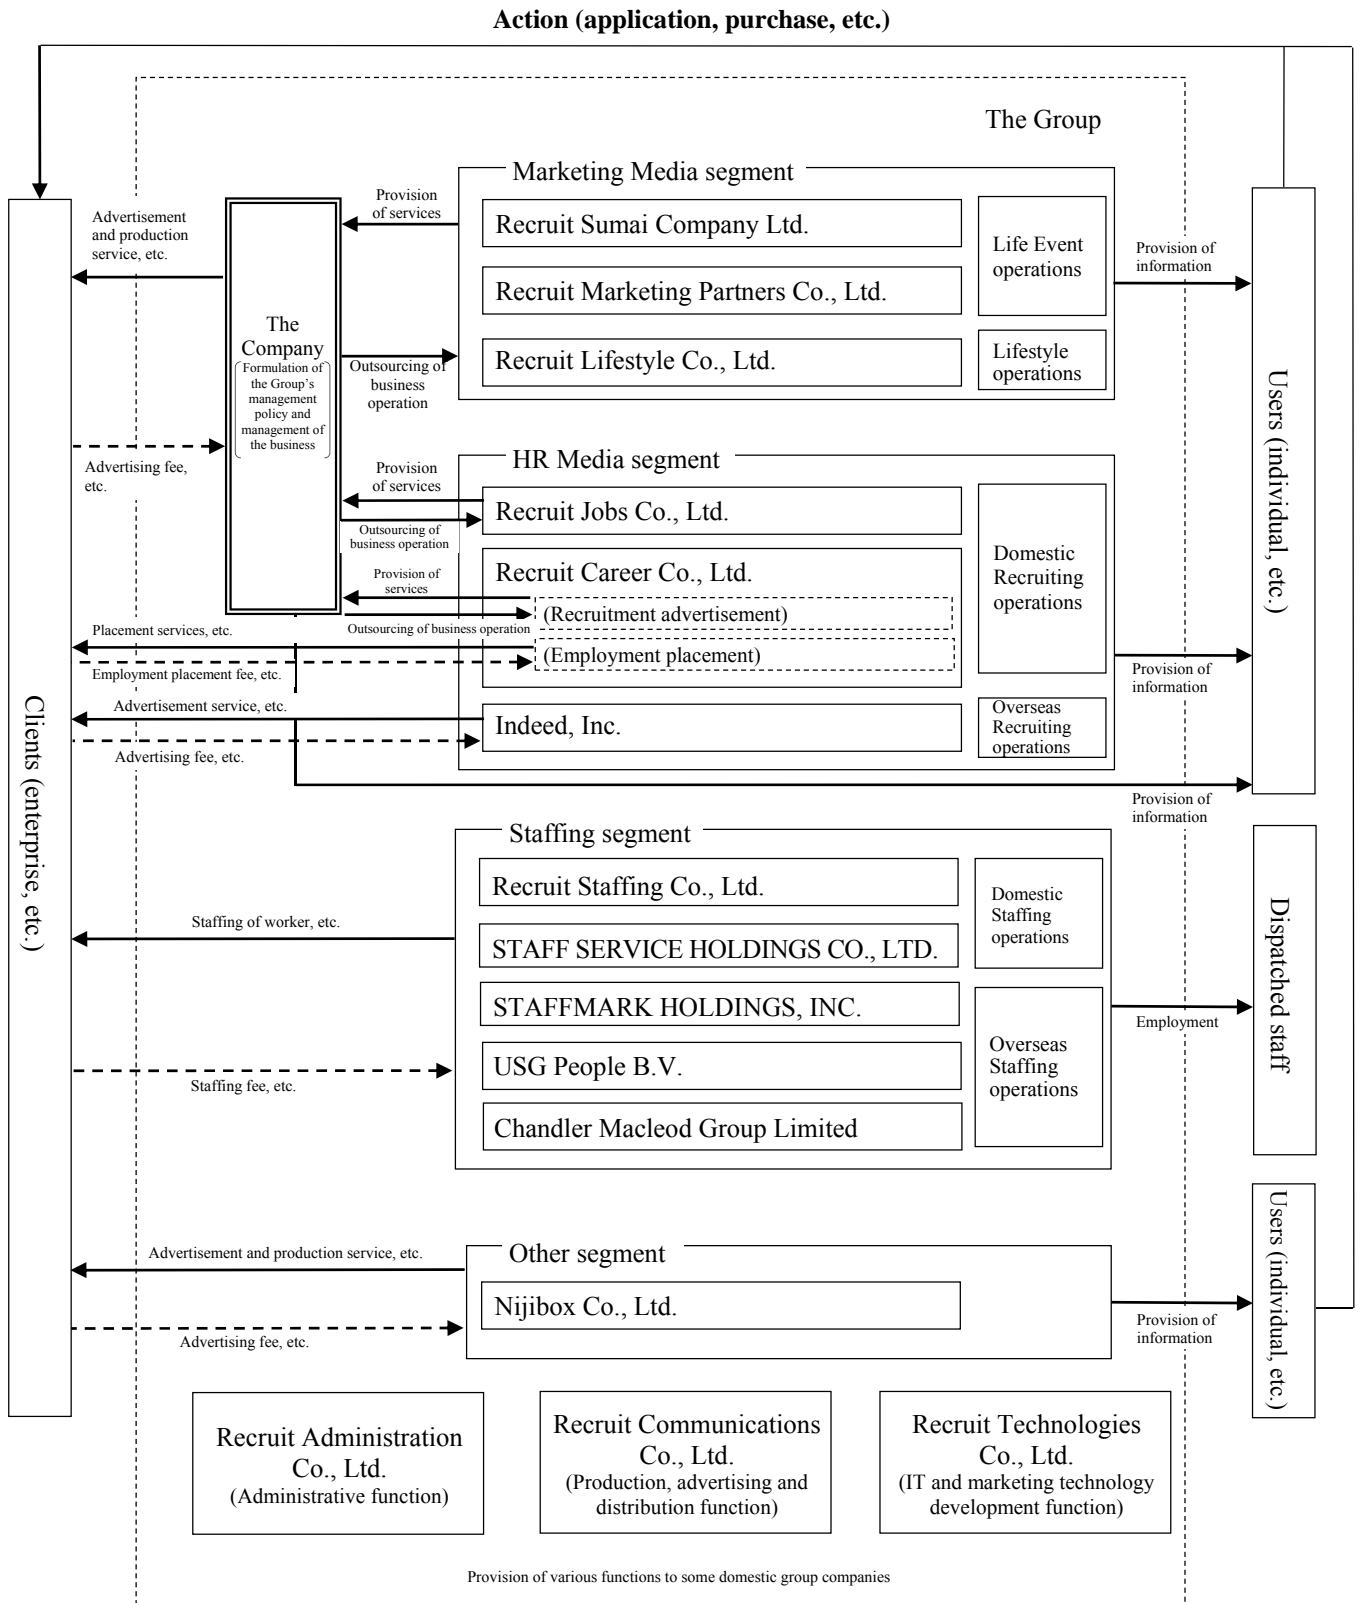 Action (application, purchase, etc.)
The Group
Marketing Media segment
Provision
of services
Recruit Sumai Company Ltd.
Recruit Marketing Partners Co., Ltd.
Life Event
operations
Recruit Lifestyle Co., Ltd.
Lifestyle
operations
Provision of
information
Advertisement
and production
service, etc.
The
Company
Formulation of
the Group's
management
policy and
management of
the business
Outsourcing of
business
operation
Advertising fee,
etc.
HR Media segment
Provision
of services
Recruit Jobs Co., Ltd.
Outsourcing of
business operation
Recruit Career Co., Ltd.
Provision of
services
(Recruitment advertisement)
Outsourcing of business operation
Placement services, etc.
(Employment placement)
Employment placement fee, etc.
Domestic
Recruiting
operations
Provision of
information
Advertisement service, etc.
Indeed, Inc.
Advertising fee, etc.
Overseas
Recruiting
operations
Provision of
information
Clients (enterprise, etc.)
Users (individual, etc.)
Staffing segment
Recruit Staffing Co., Ltd.
STAFF SERVICE HOLDINGS CO., LTD.
Domestic
Staffing
operations
Staffing of worker, etc.
STAFFMARK HOLDINGS, INC.
USG People B.V.
Chandler Macleod Group Limited
Overseas
Staffing
operations
Staffing fee, etc.
Employment
Dispatched staff
Other segment
Advertisement and production service, etc.
Nijibox Co., Ltd.
Advertising fee, etc.
Provision of
information
Users (individual, etc.)
Recruit Administration
Co., Ltd.
(Administrative function)
Recruit Communications
Co., Ltd.
(Production, advertising and
distribution function)
Recruit Technologies
Co., Ltd.
(IT and marketing technology
development function)
Provision of various functions to some domestic group companies